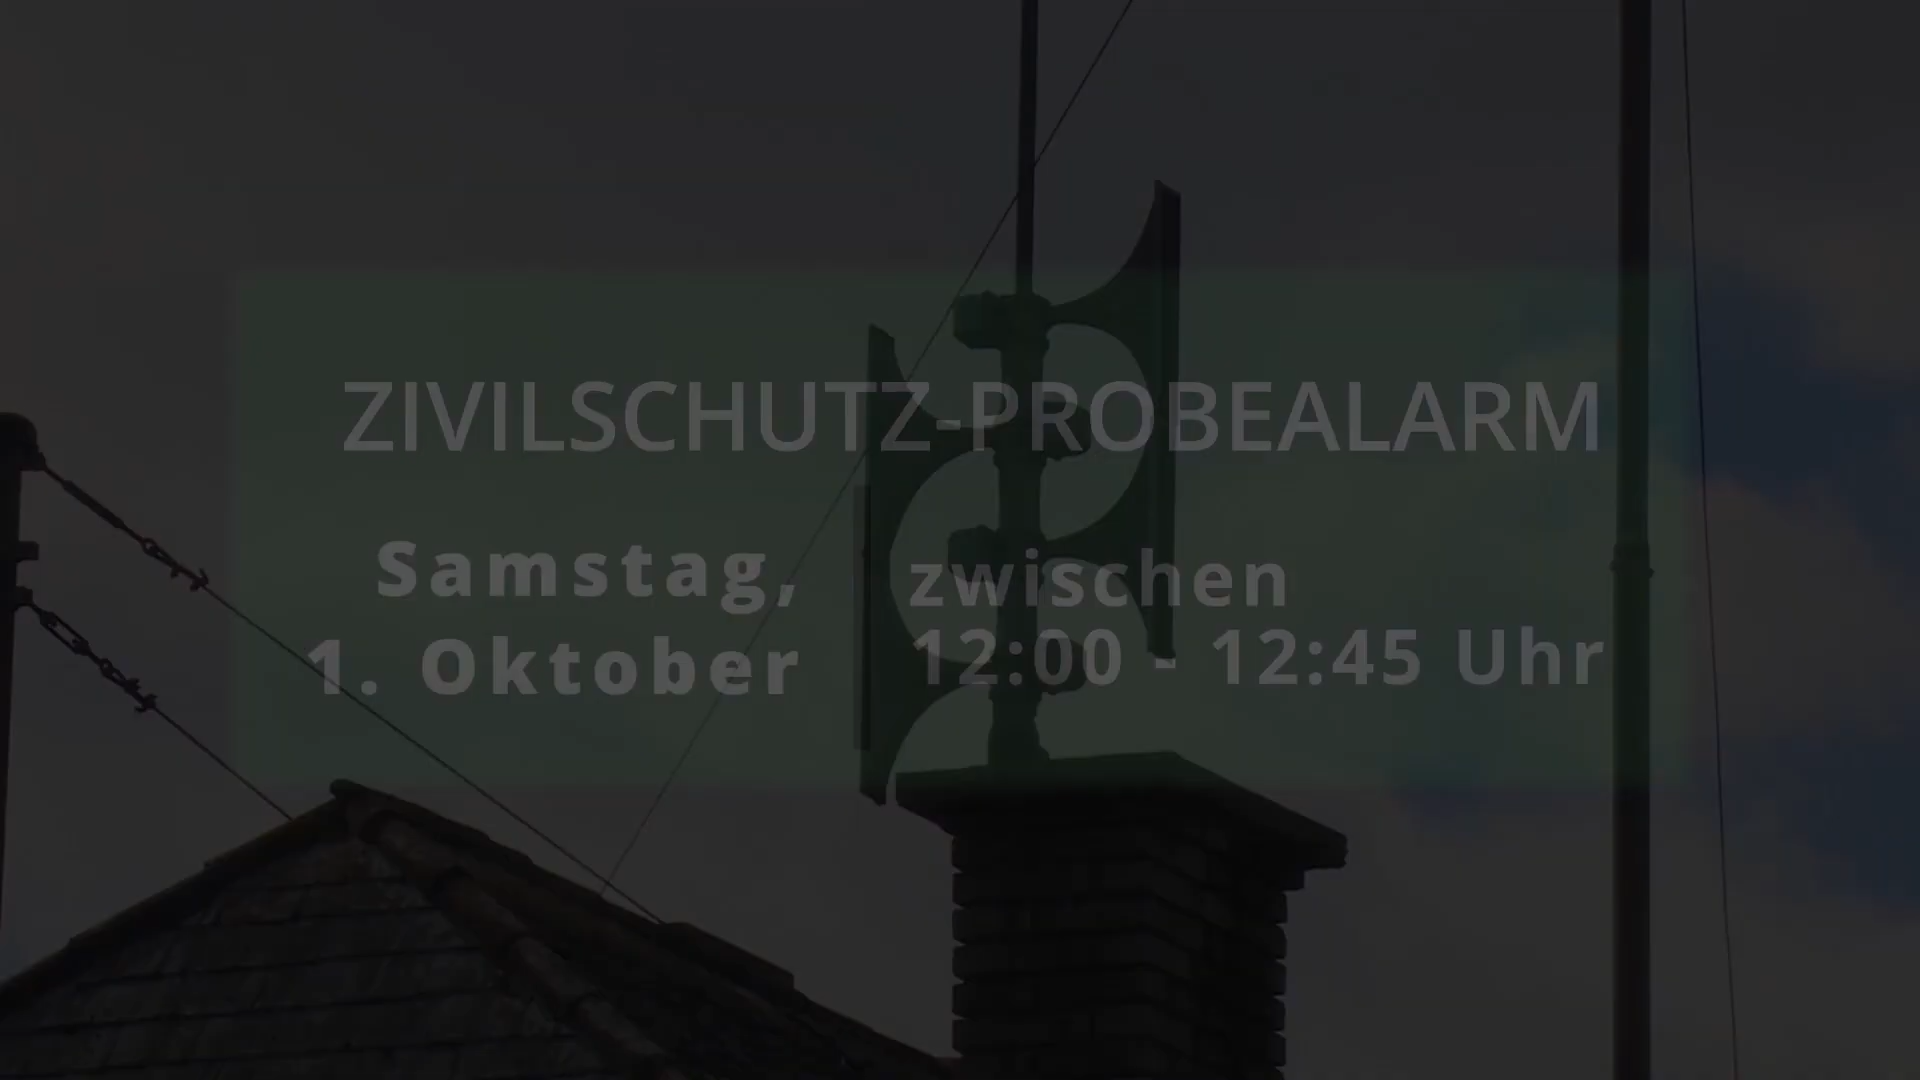 ZIVILSCHUTZ-PROBEALARM
Samstag,
1. Oktober
zwischen
12:00 - 12:45 Uhr